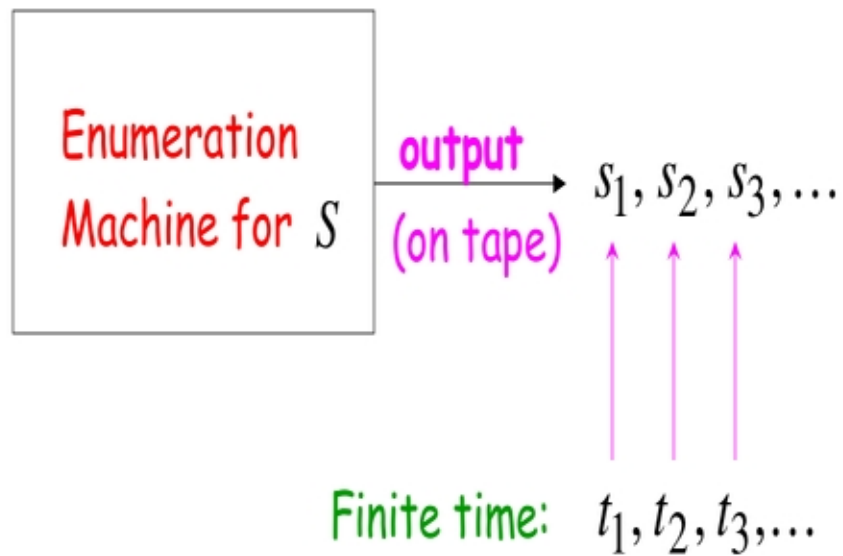 Enumeration
Machine for S
output
(on tape)
s₁, s₂, s₃, ...
Finite time: t₁, t₂, t₃,...